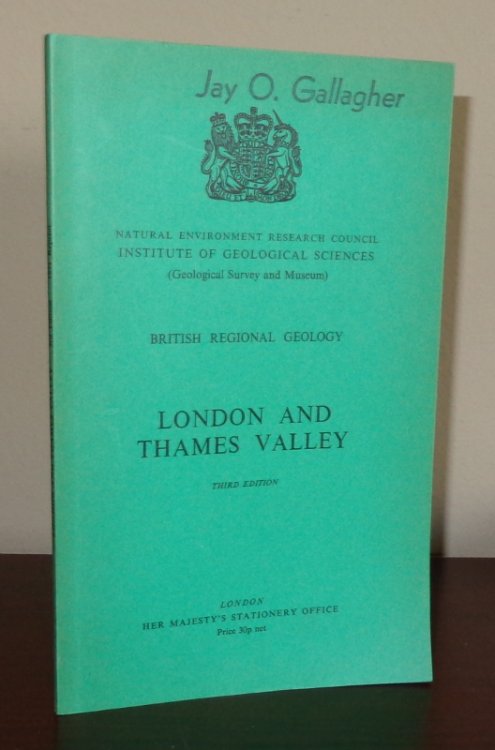 Jay O. Gallagher
NATURAL ENVIRONMENT RESEARCH COUNCIL
INSTITUTE OF GEOLOGICAL SCIENCES
(Geological Survey and Museum)
BRITISH REGIONAL GEOLOGY
LONDON AND
THAMES VALLEY
THIRD EDITION
LONDON
HER MAJESTY'S STATIONERY OFFICE
Price 30p net